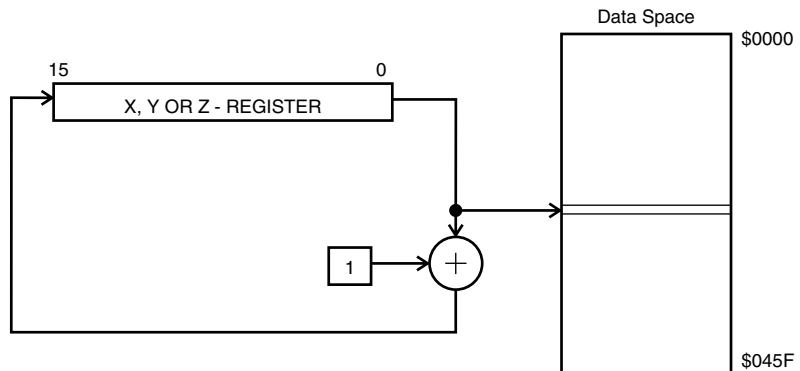 Data Space
$0000
15 0
X, Y OR Z - REGISTER
1
+
$045F